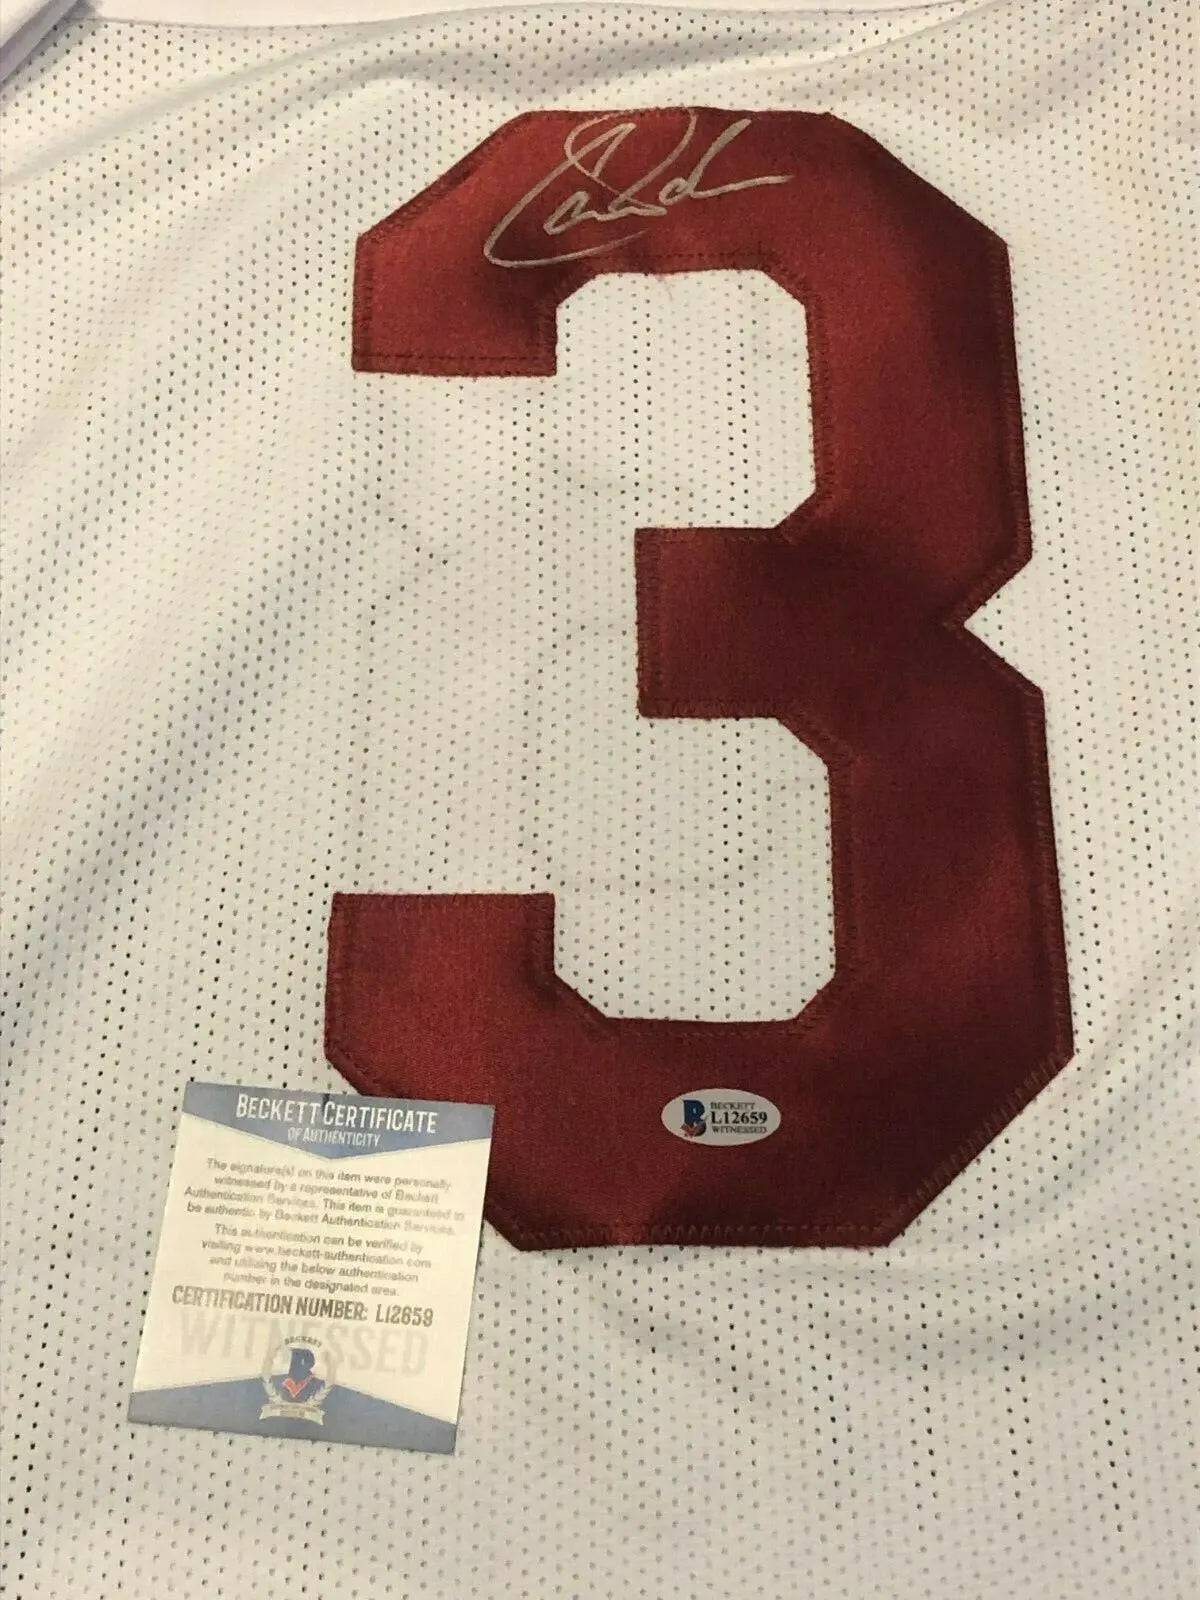 3
BECKETT
L12659
WITNESSED
BECKETT CERTIFICATE
OF AUTHENTICITY
The signature(s) on this item were personally
witnessed by a representative of Beckett
Authentication Services. This item is guaranteed to
be authentic by Beckett Authentication Services.
This authentication can be verified by
visiting www.beckett-authentication.com
and utilizing the below authentication
number in the designated area.
CERTIFICATION NUMBER: L12659
WITNESSED
BECKETT
B